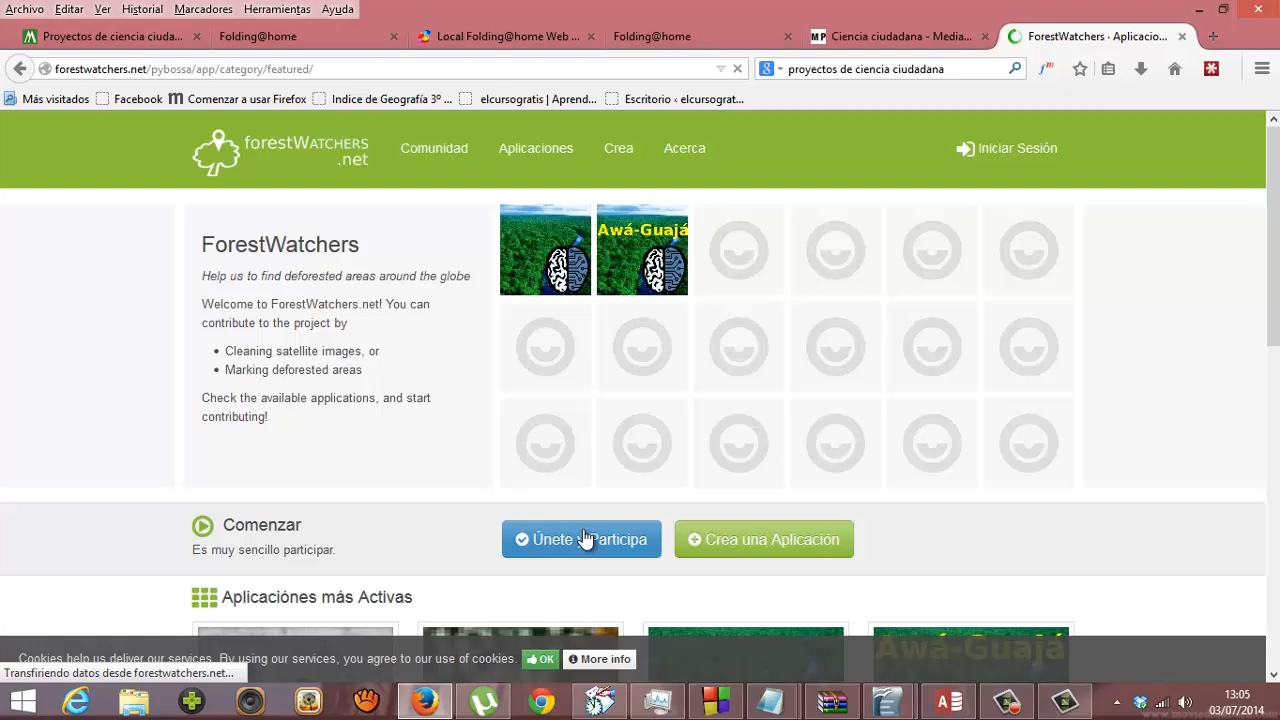 Archivo Editar Ver Historial Marcadores Herramientas Ayuda
Proyectos de ciencia ciuda... Folding@home Local Folding@home Web ... Folding@home MP Ciencia ciudadana - Media... ForestWatchers · Aplicacio...
forestwatchers.net/pybossa/app/category/featured/ proyectos de ciencia ciudadana
Más visitados Facebook Comenzar a usar Firefox Indice de Geografía 3º ... elcursogratis | Aprend... Escritorio ‹ elcursograt...
forestWATCHERS
.net
Comunidad Aplicaciones Crea Acerca Iniciar Sesión
ForestWatchers
Help us to find deforested areas around the globe
Welcome to ForestWatchers.net! You can
contribute to the project by
• Cleaning satellite images, or
• Marking deforested areas
Check the available applications, and start
contributing!
Awá-Guajá
Comenzar
Es muy sencillo participar.
Únete Participa Crea una Aplicación
Aplicaciónes más Activas
Awá-Guajá
Cookies help us deliver our services. By using our services, you agree to our use of cookies. OK More info
Transfiriendo datos desde forestwatchers.net...
13:05
03/07/2014